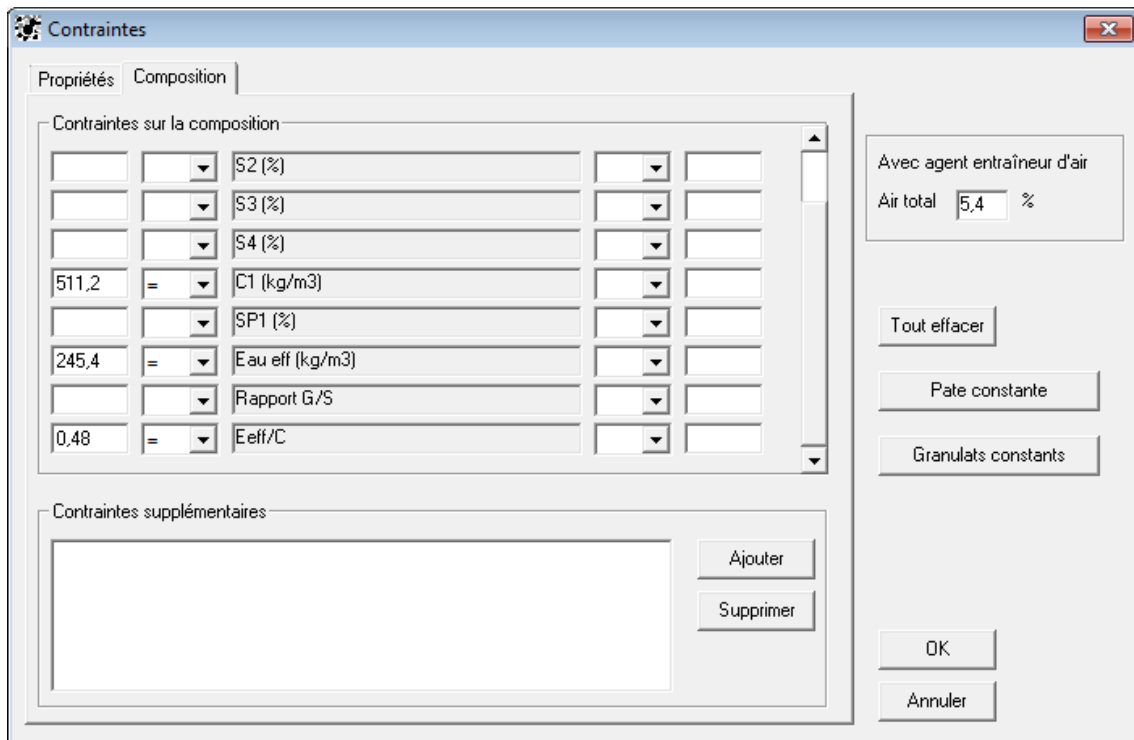 Contraintes
Propriétés Composition
Contraintes sur la composition
S2 (%)
S3 (%)
S4 (%)
511,2 = C1 (kg/m3)
SP1 (%)
245,4 = Eau eff (kg/m3)
Rapport G/S
0,48 = Eeff/C
Contraintes supplémentaires
Ajouter
Supprimer
Avec agent entraîneur d'air
Air total 5,4 %
Tout effacer
Pate constante
Granulats constants
OK
Annuler